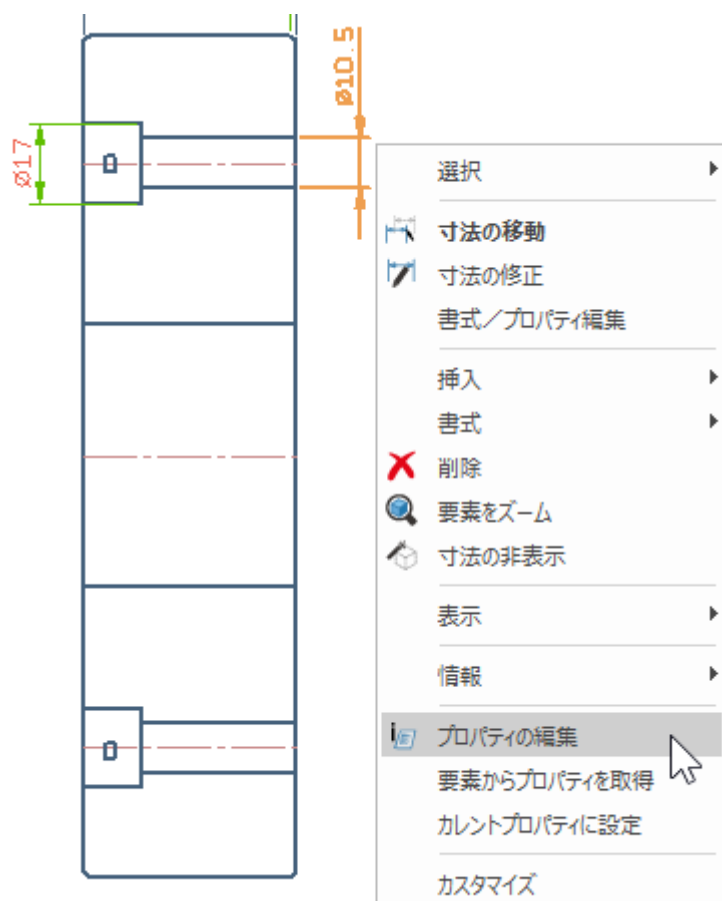 ø10.5
ø17
選択
寸法の移動
寸法の修正
書式／プロパティ編集
挿入
書式
削除
要素をズーム
寸法の非表示
表示
情報
プロパティの編集
要素からプロパティを取得
カレントプロパティに設定
カスタマイズ